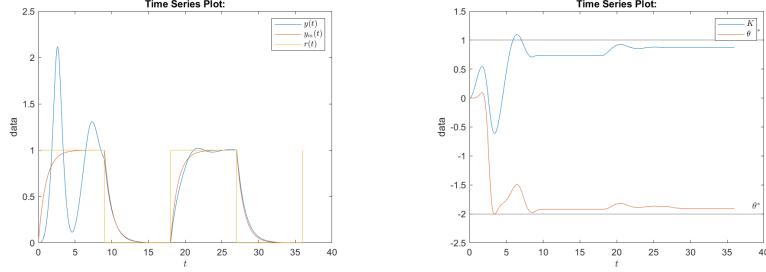 Time Series Plot:
data
2.5
2
1.5
1
0.5
0
0 5 10 15 20 25 30 35 40
t
y(t)
yₘ(t)
r(t)
Time Series Plot:
data
1.5
1
0.5
0
-0.5
-1
-1.5
-2
-2.5
0 5 10 15 20 25 30 35 40
t
K
θ
*
θ*